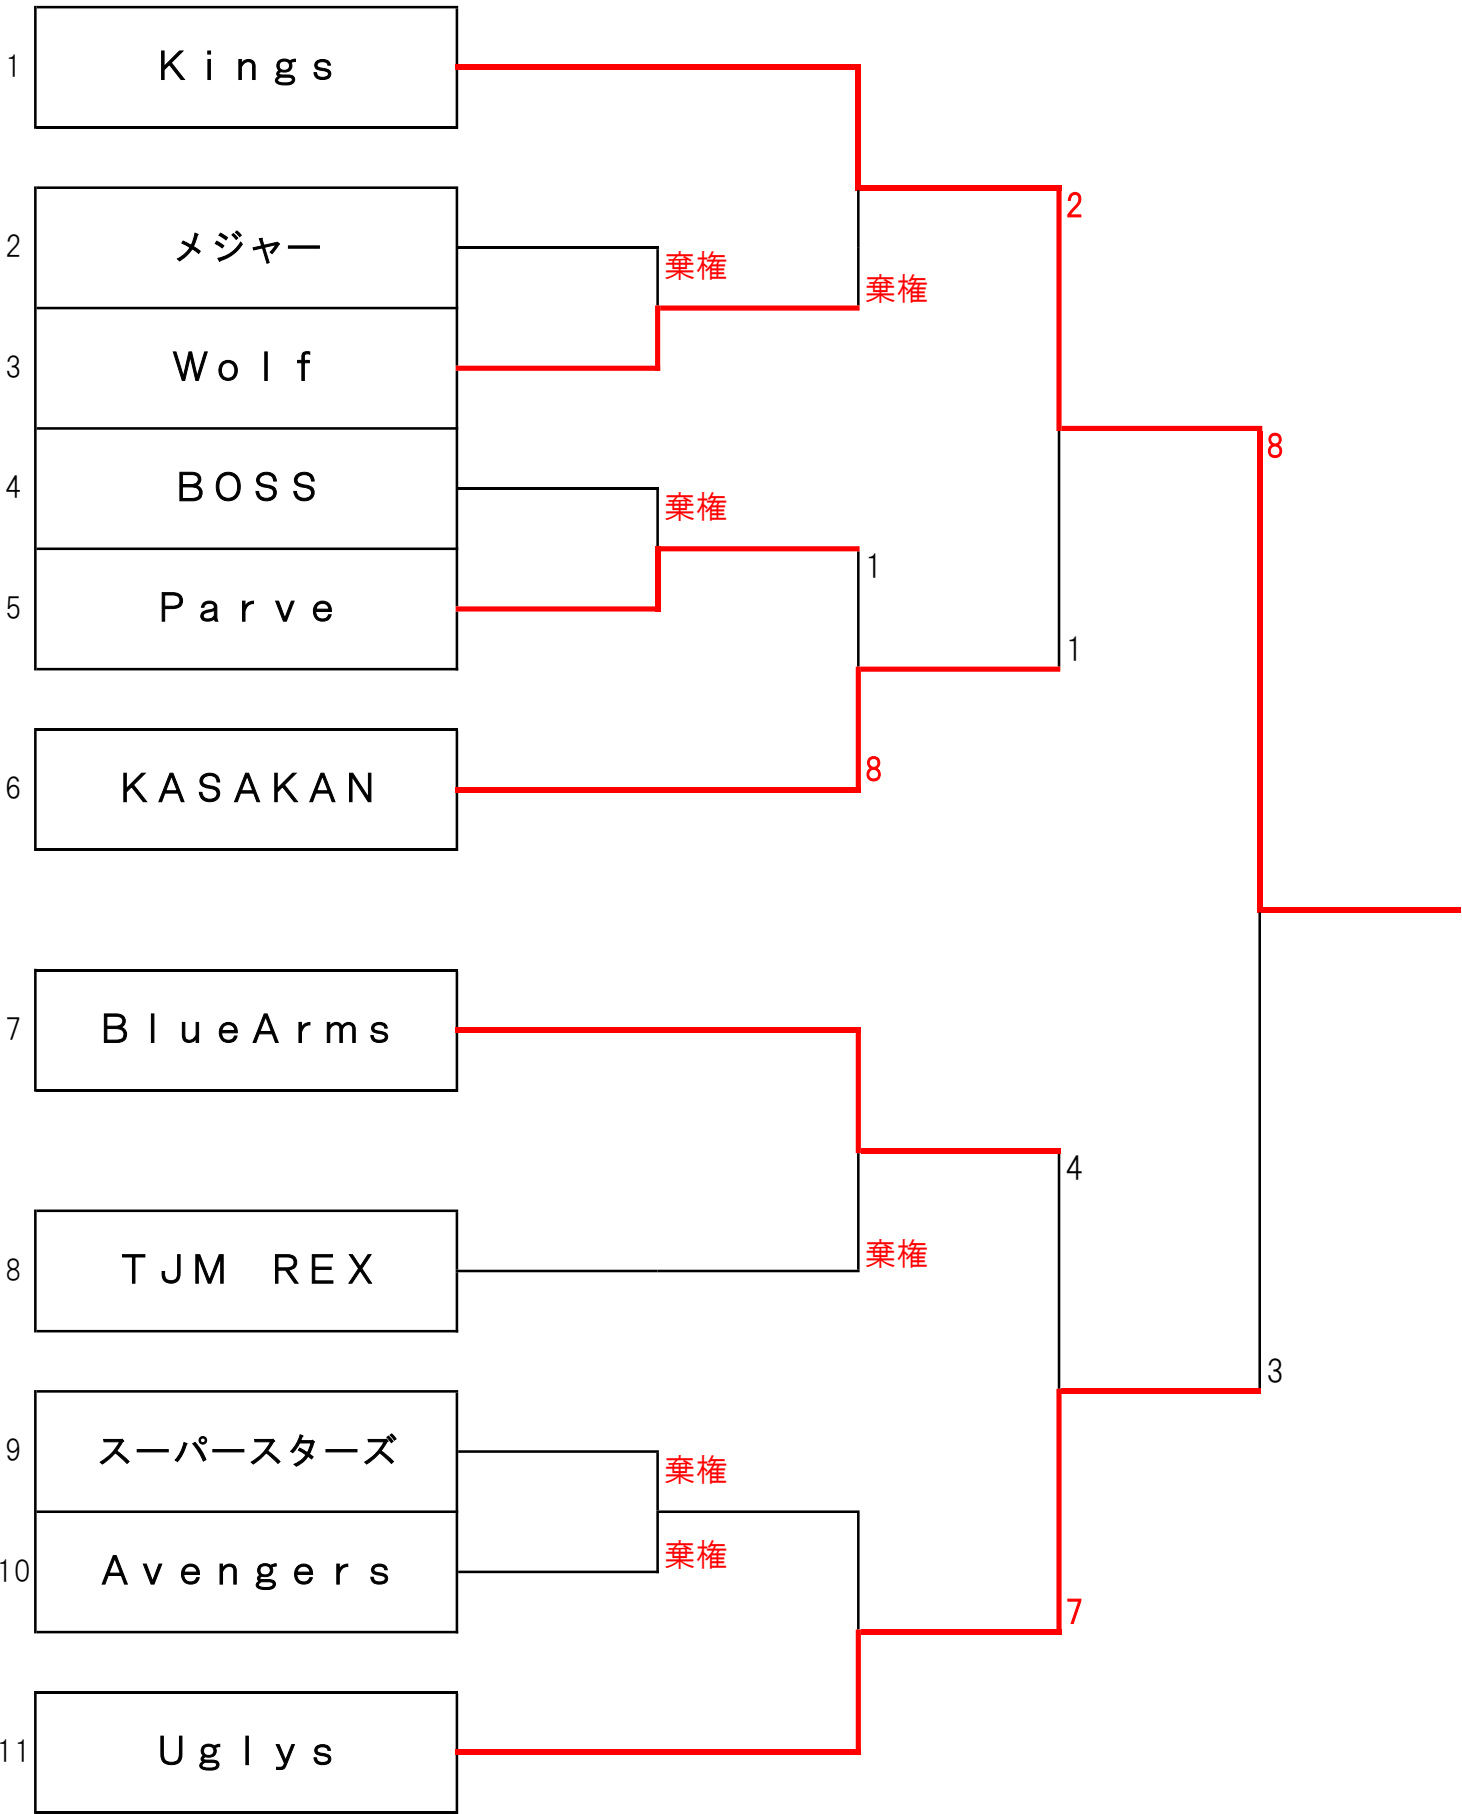 1 Kings
2
2 メジャー
棄権
棄権
3 Wolf
8
4 BOSS
棄権
1
5 Parve
1
6 KASAKAN
8
7 BlueArms
4
8 TJM REX
棄権
3
9 スーパースターズ
棄権
10 Avengers
棄権
7
11 Uglys